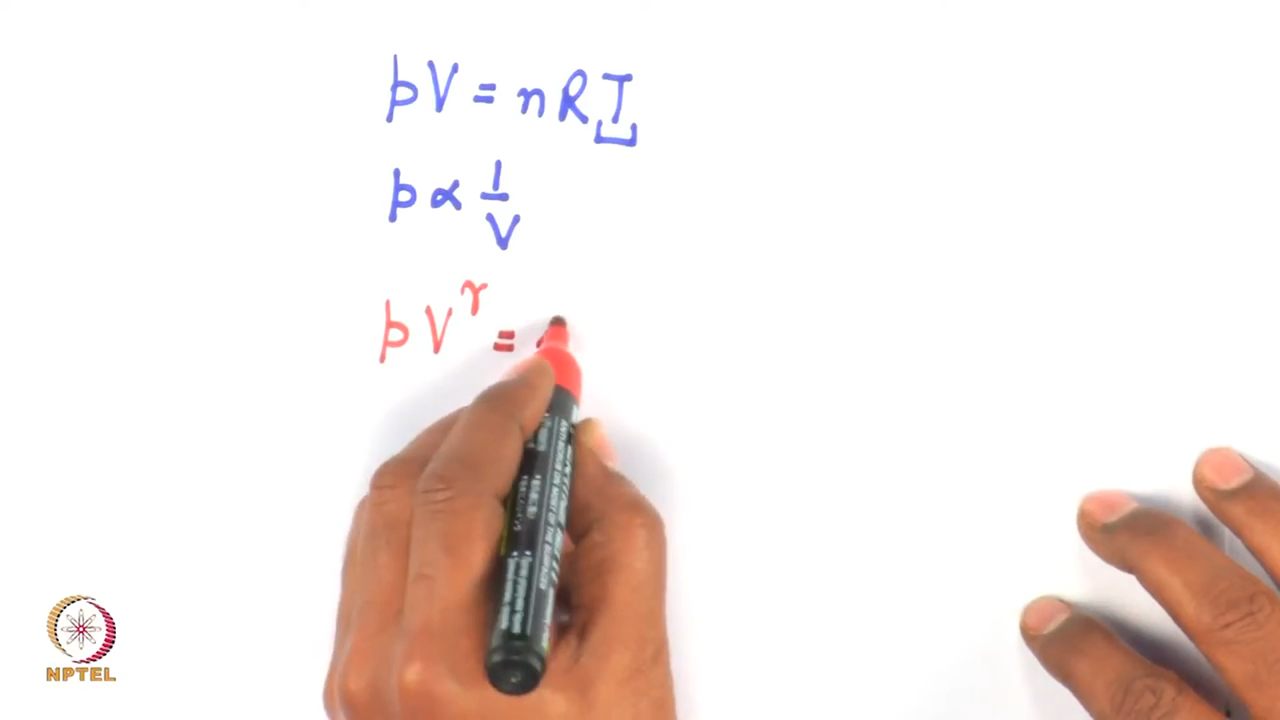 pV = nRT
p ∝ 1/V
pV^γ =
NPTEL